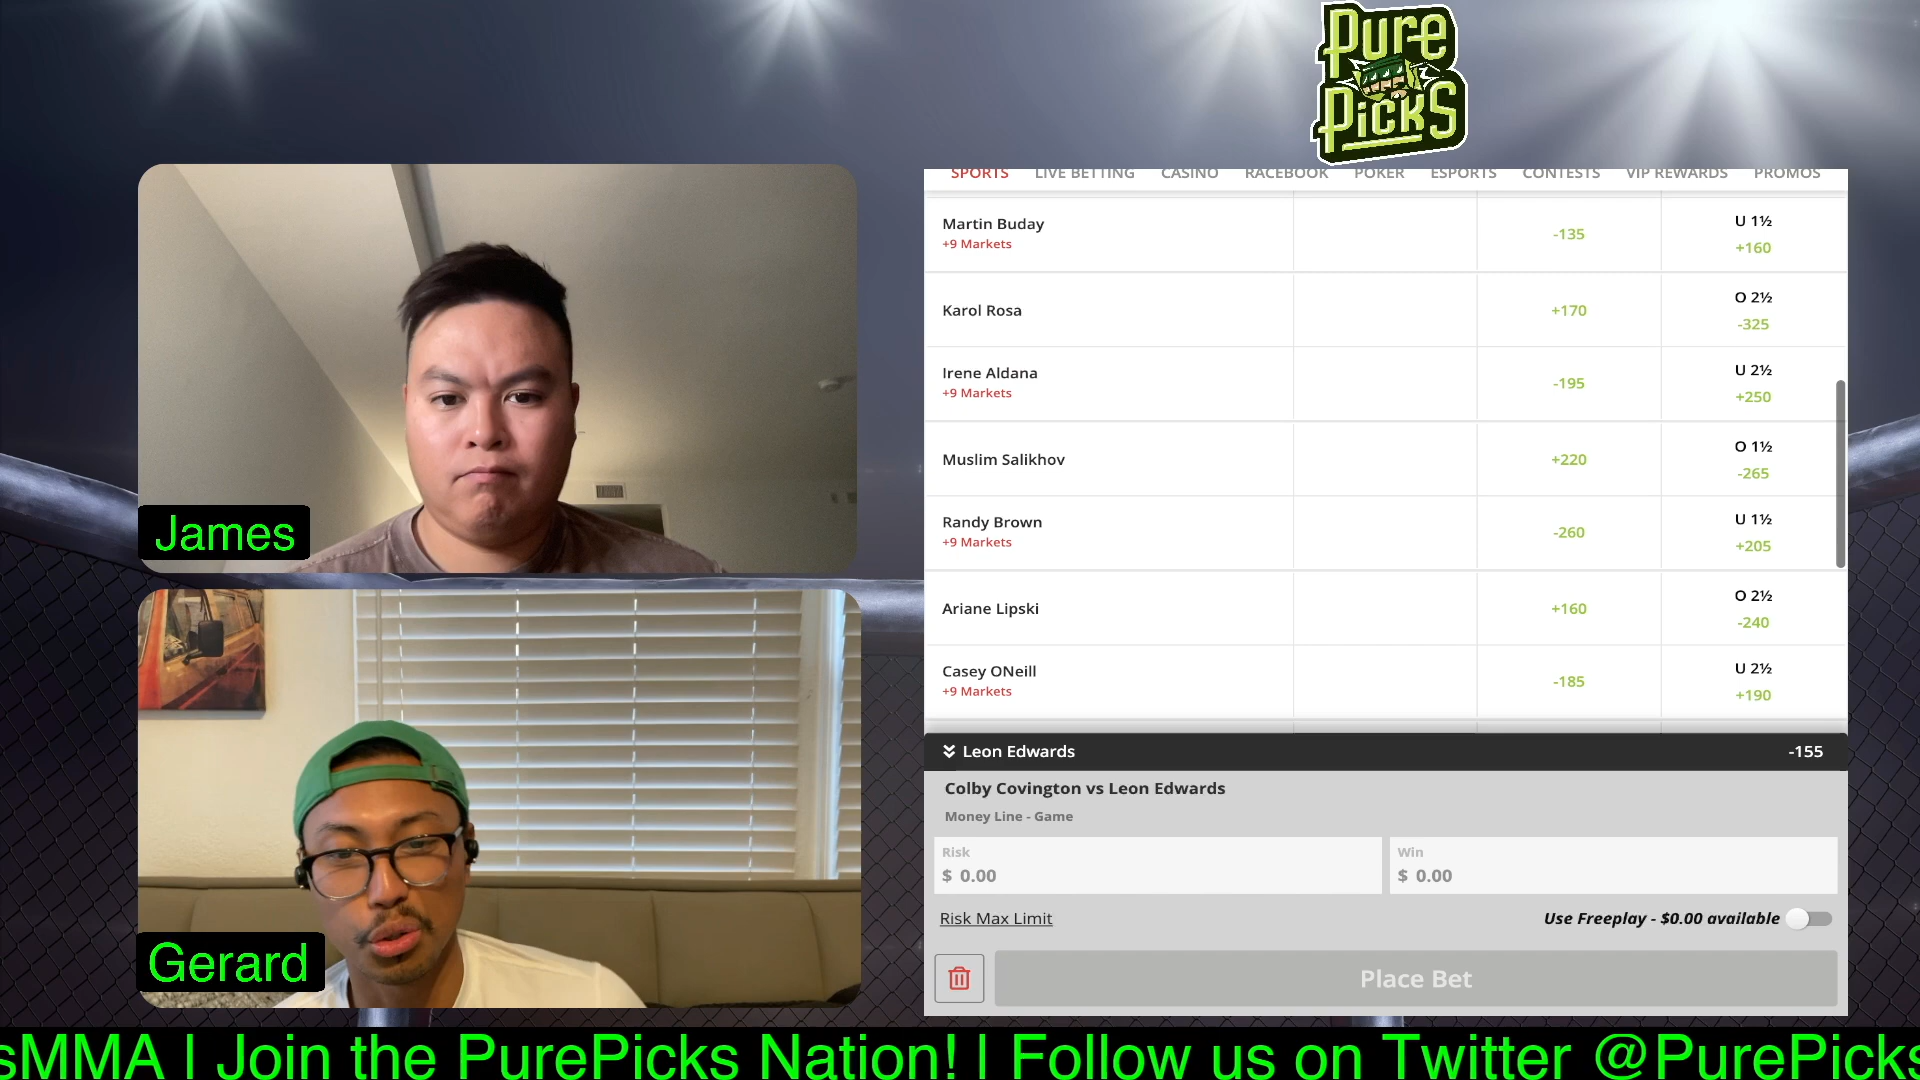 Pure
Picks
SPORTS LIVE BETTING CASINO RACEBOOK POKER ESPORTS CONTESTS VIP REWARDS PROMOS
Martin Buday
+9 Markets
-135
U 1½
+160
Karol Rosa
+170
O 2½
-325
Irene Aldana
+9 Markets
-195
U 2½
+250
Muslim Salikhov
+220
O 1½
-265
Randy Brown
+9 Markets
-260
U 1½
+205
Ariane Lipski
+160
O 2½
-240
Casey ONeill
+9 Markets
-185
U 2½
+190
Leon Edwards -155
Colby Covington vs Leon Edwards
Money Line - Game
Risk
$ 0.00
Win
$ 0.00
Risk Max Limit
Use Freeplay - $0.00 available
Place Bet
James
Gerard
sMMA | Join the PurePicks Nation! | Follow us on Twitter @PurePicks